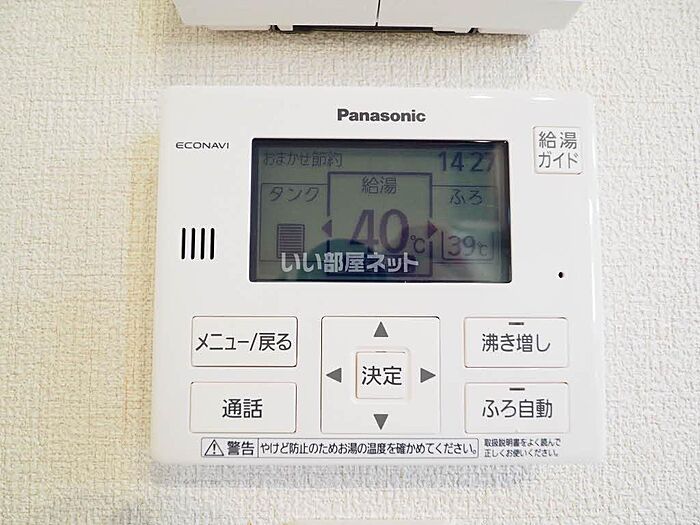 Panasonic
ECONAVI
給湯
ガイド
おまかせ節約 14:27
タンク 給湯 ふろ
40℃ 39℃
いい部屋ネット
メニュー/戻る
沸き増し
決定
通話
ふろ自動
警告 やけど防止のためお湯の温度を確かめてください。
取扱説明書をよく読んで
正しくお使いください。